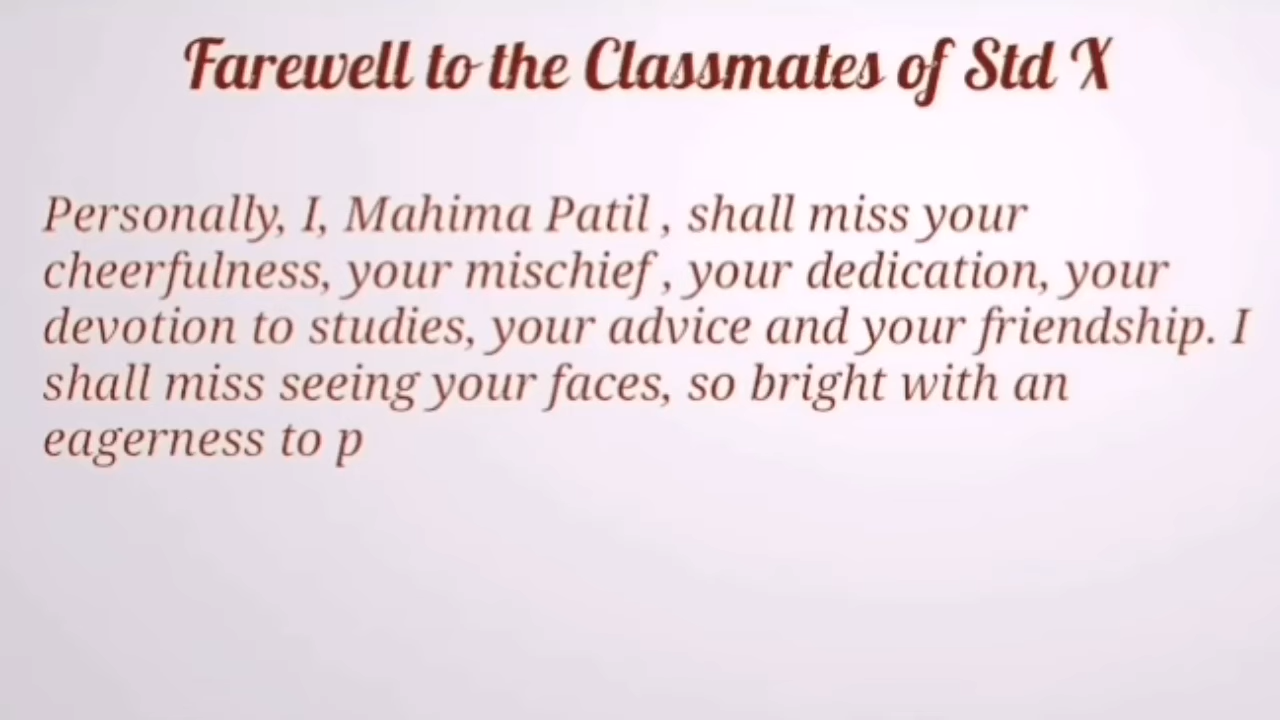 Farewell to the Classmates of Std X
Personally, I, Mahima Patil , shall miss your
cheerfulness, your mischief , your dedication, your
devotion to studies, your advice and your friendship. I
shall miss seeing your faces, so bright with an
eagerness to p